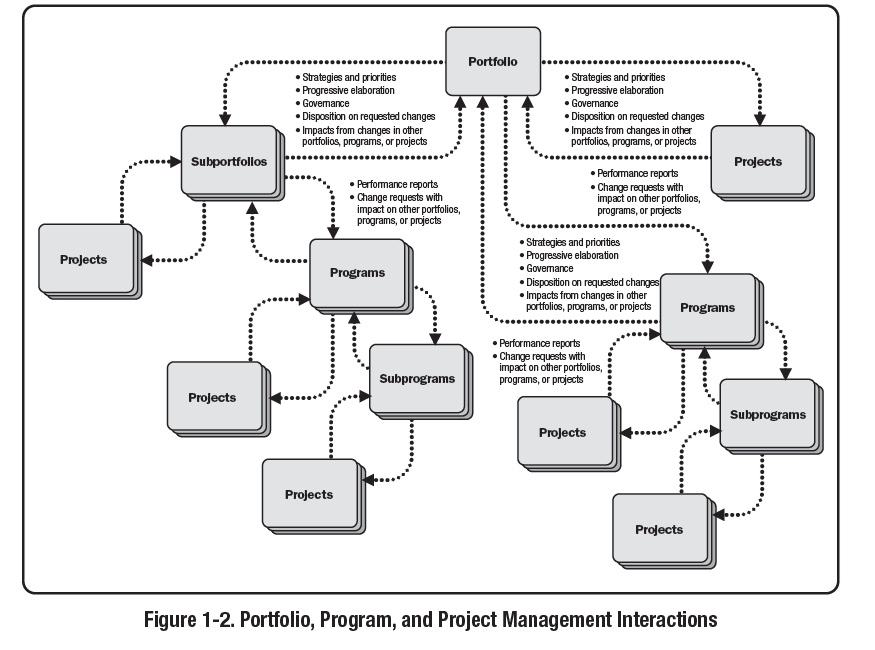 Portfolio
• Strategies and priorities
• Progressive elaboration
• Governance
• Disposition on requested changes
• Impacts from changes in other
portfolios, programs, or projects
• Strategies and priorities
• Progressive elaboration
• Governance
• Disposition on requested changes
• Impacts from changes in other
portfolios, programs, or projects
Subportfolios
Projects
• Performance reports
• Change requests with
impact on other portfolios,
programs, or projects
• Performance reports
• Change requests with
impact on other portfolios,
programs, or projects
Projects
Programs
• Strategies and priorities
• Progressive elaboration
• Governance
• Disposition on requested changes
• Impacts from changes in other
portfolios, programs, or projects
Programs
• Performance reports
• Change requests with
impact on other portfolios,
programs, or projects
Projects
Subprograms
Projects
Subprograms
Projects
Projects
Figure 1-2. Portfolio, Program, and Project Management Interactions